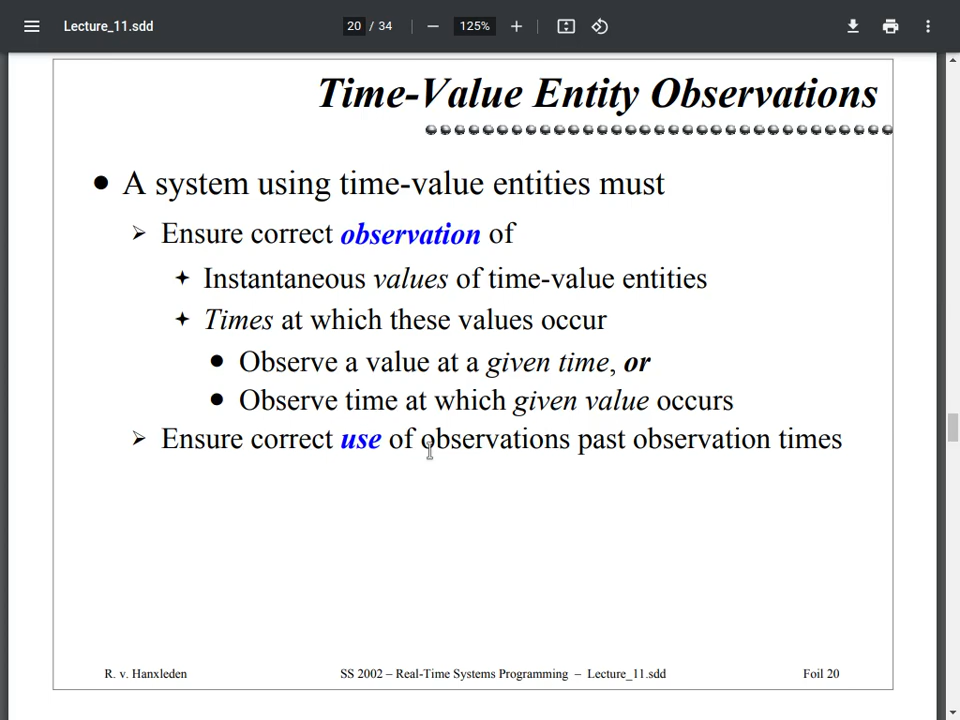 Lecture_11.sdd
20 / 34
125%
Time-Value Entity Observations
A system using time-value entities must
Ensure correct observation of
Instantaneous values of time-value entities
Times at which these values occur
Observe a value at a given time, or
Observe time at which given value occurs
Ensure correct use of observations past observation times
R. v. Hanxleden
SS 2002 – Real-Time Systems Programming – Lecture_11.sdd
Foil 20